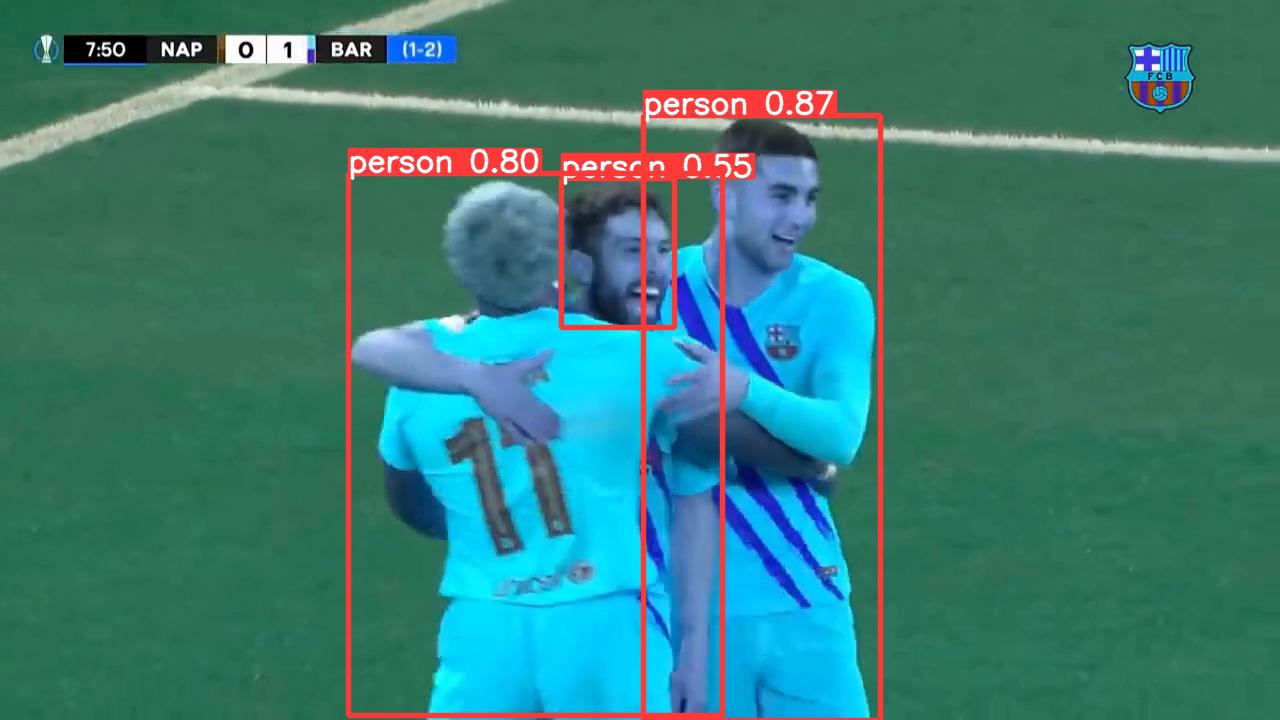 7:50 NAP 0 1 BAR (1-2)
FCB
person 0.87
person 0.80
person 0.55
11
unicef